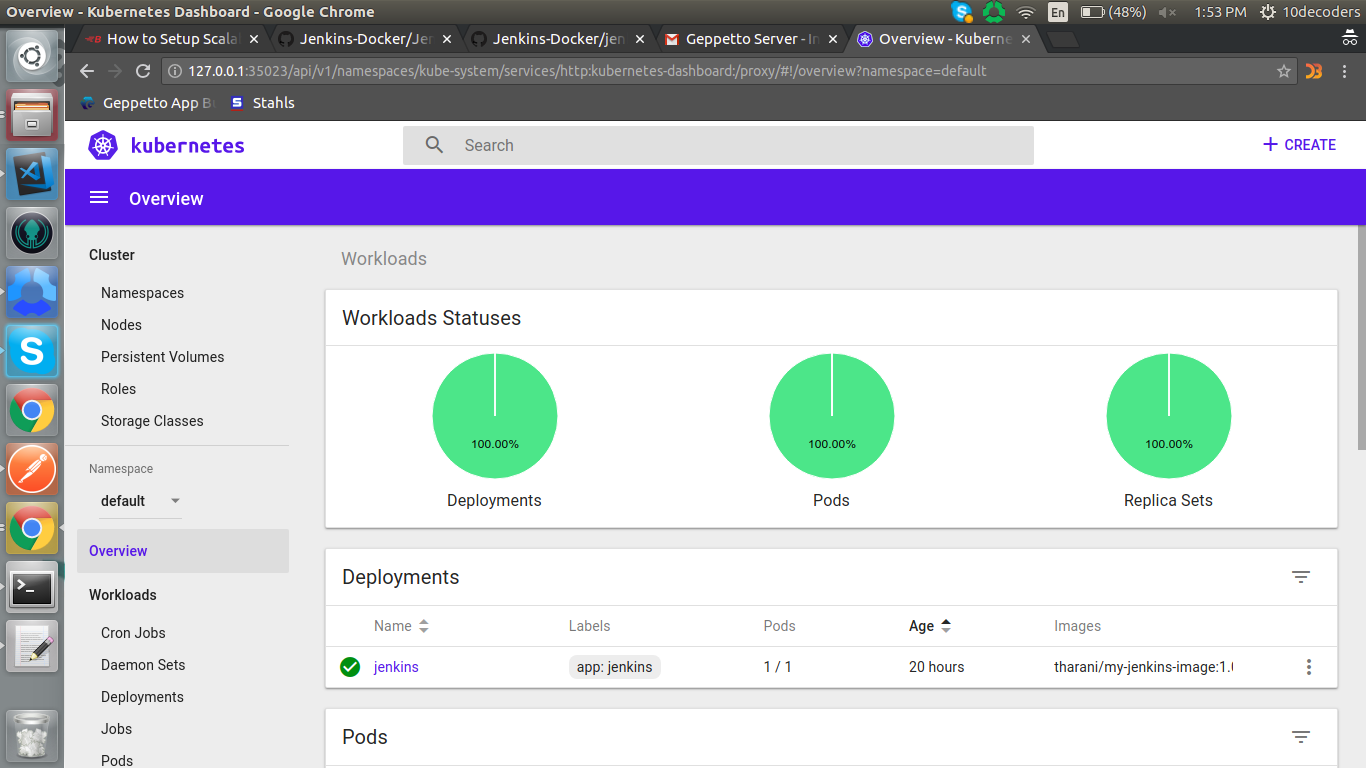 Overview - Kubernetes Dashboard - Google Chrome
En
(48%)
1:53 PM
10decoders
How to Setup Scala
Jenkins-Docker/Jer
Jenkins-Docker/jen
Geppetto Server - In
Overview - Kuberne
127.0.0.1:35023/api/v1/namespaces/kube-system/services/http:kubernetes-dashboard:/proxy/#!/overview?namespace=default
Geppetto App Bu
S
Stahls
kubernetes
Search
+ CREATE
Overview
Cluster
Namespaces
Nodes
Persistent Volumes
Roles
Storage Classes
Namespace
default
Overview
Workloads
Cron Jobs
Daemon Sets
Deployments
Jobs
Pods
Workloads
Workloads Statuses
100.00%
100.00%
100.00%
Deployments
Pods
Replica Sets
Deployments
Name
Labels
Pods
Age
Images
jenkins
app: jenkins
1 / 1
20 hours
tharani/my-jenkins-image:1.0
Pods